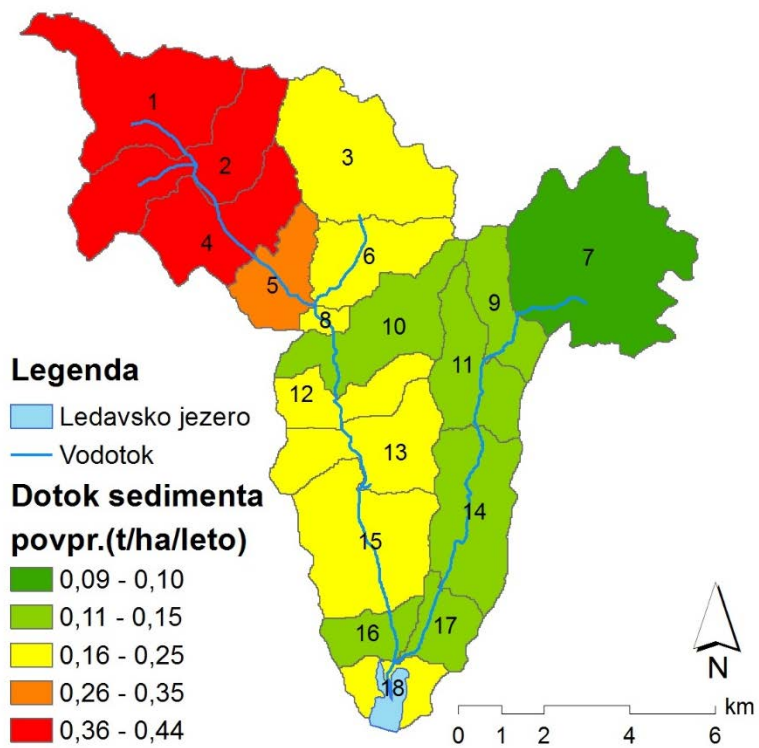 1
2
3
4
5
6
7
8
9
10
11
12
13
14
15
16
17
18
Legenda
Ledavsko jezero
Vodotok
Dotok sedimenta
povpr.(t/ha/leto)
0,09 - 0,10
0,11 - 0,15
0,16 - 0,25
0,26 - 0,35
0,36 - 0,44
N
km
0 1 2 4 6